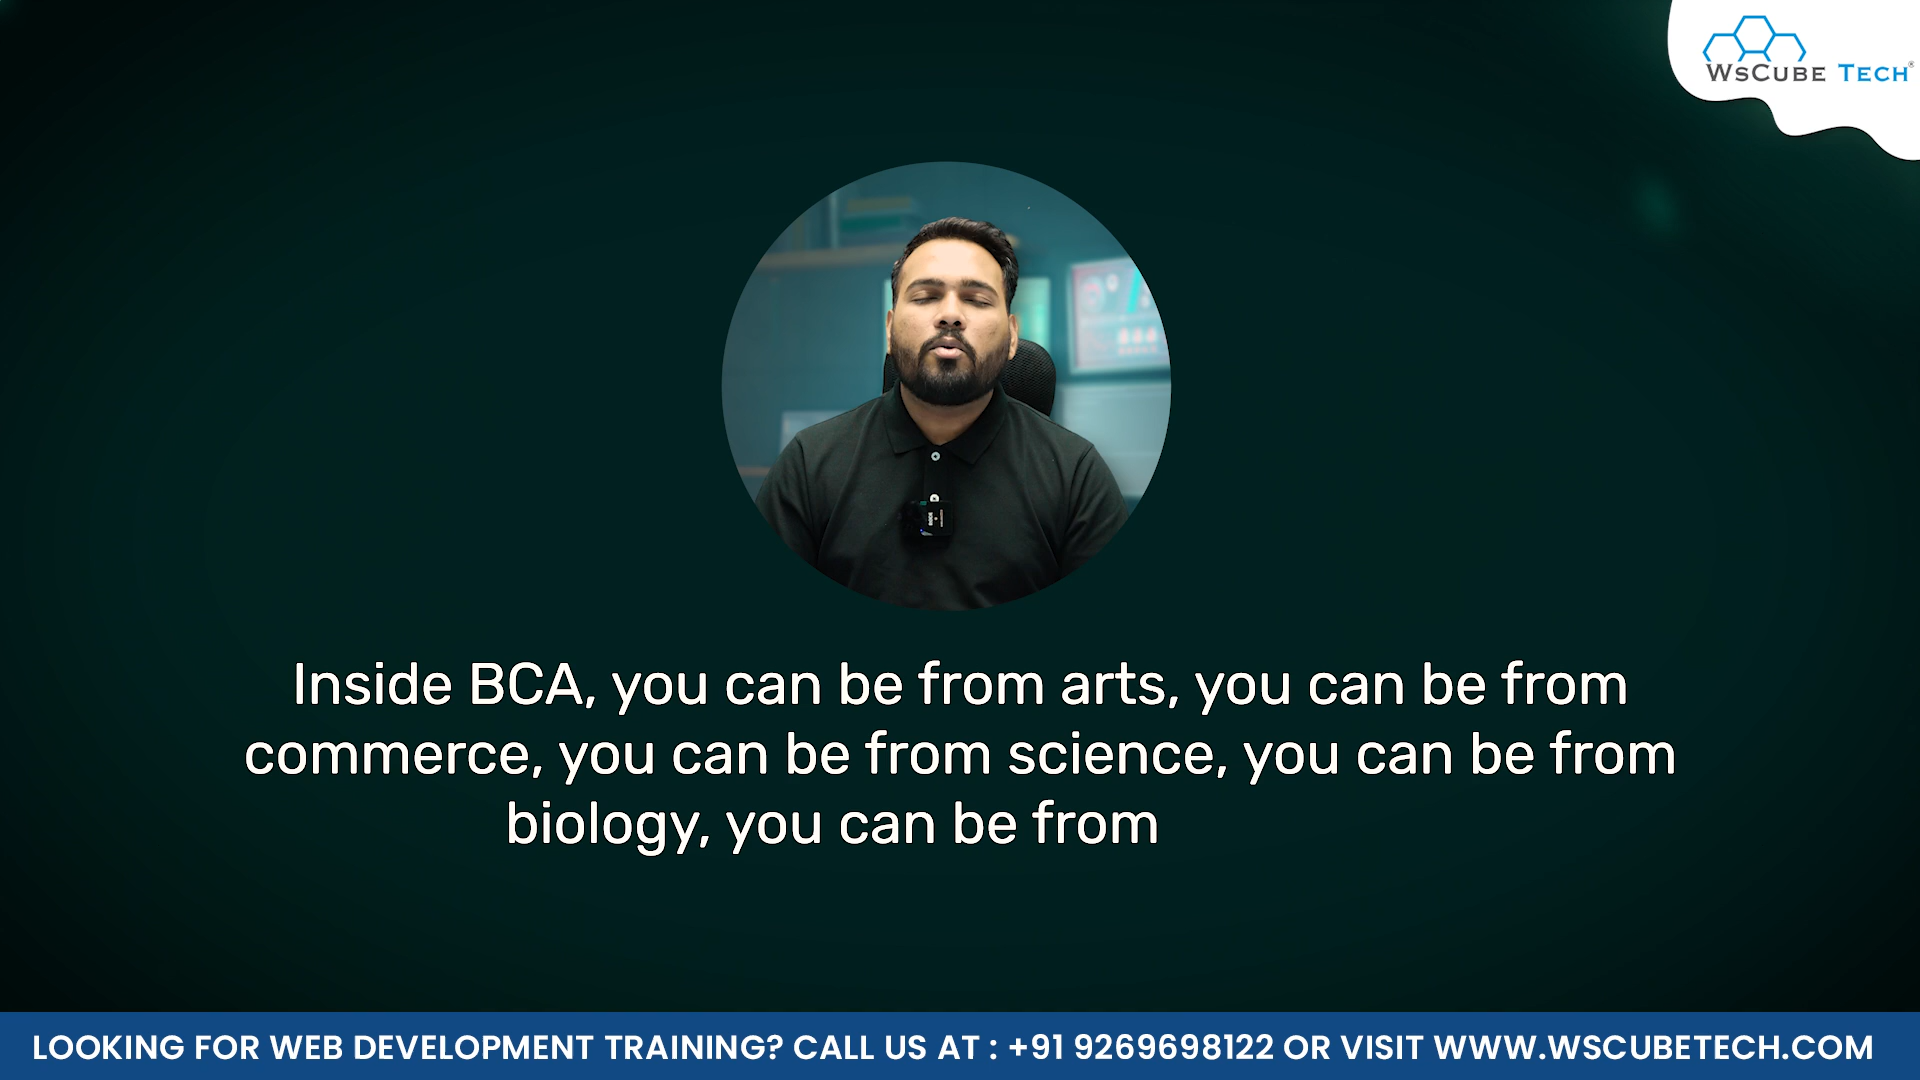 WSCUBE TECH®
Inside BCA, you can be from arts, you can be from
commerce, you can be from science, you can be from
biology, you can be from
LOOKING FOR WEB DEVELOPMENT TRAINING? CALL US AT : +91 9269698122 OR VISIT WWW.WSCUBETECH.COM